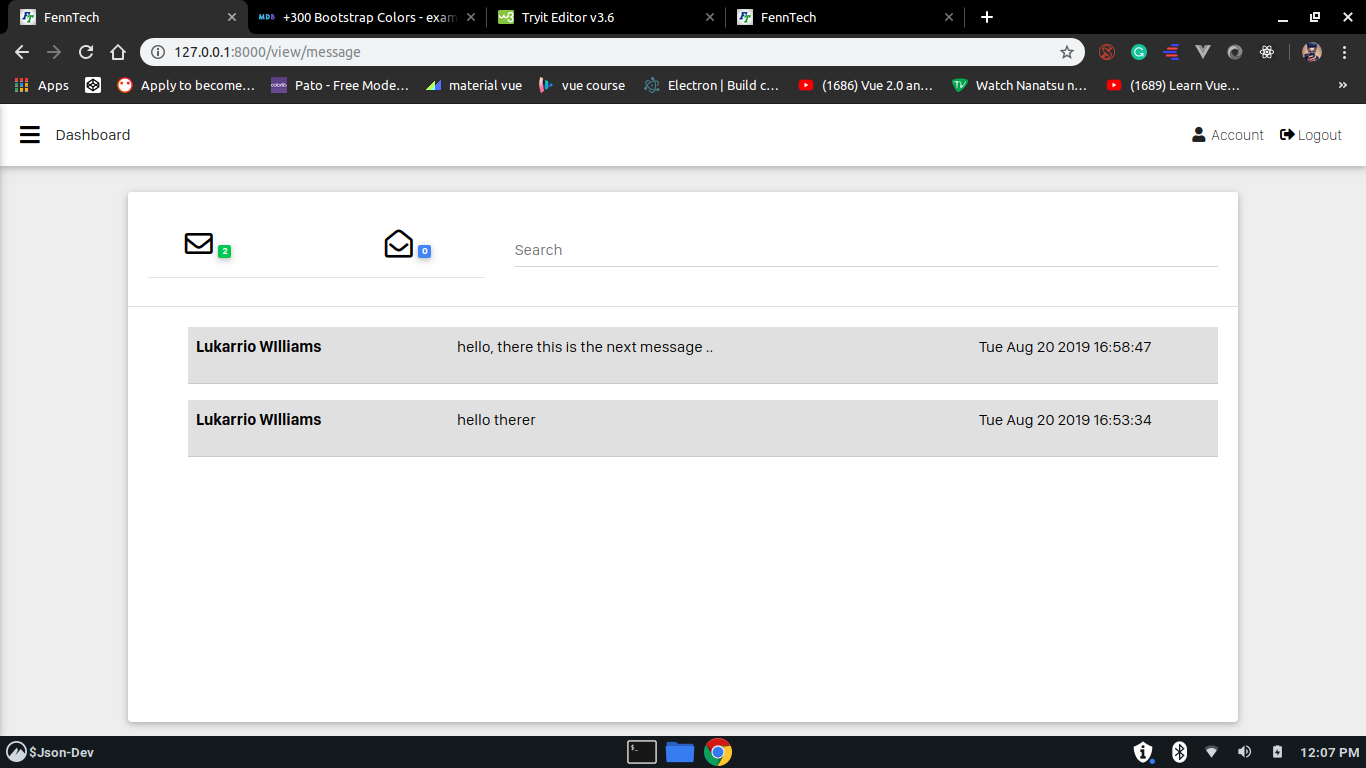 FennTech
MDB +300 Bootstrap Colors - exam
Tryit Editor v3.6
FennTech
127.0.0.1:8000/view/message
Apps
Apply to become…
colorlib
Pato - Free Mode…
material vue
vue course
Electron | Build c…
(1686) Vue 2.0 an…
TV
Watch Nanatsu n…
(1689) Learn Vue…
»
Dashboard
Account
Logout
2
0
Search
Lukarrio WIlliams hello, there this is the next message .. Tue Aug 20 2019 16:58:47
Lukarrio WIlliams hello therer Tue Aug 20 2019 16:53:34
$Json-Dev
$_
12:07 PM